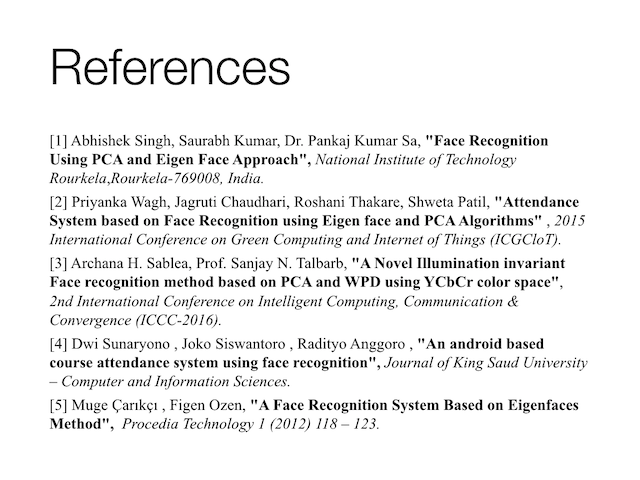 References
[1] Abhishek Singh, Saurabh Kumar, Dr. Pankaj Kumar Sa, "Face Recognition
Using PCA and Eigen Face Approach", National Institute of Technology
Rourkela,Rourkela-769008, India.
[2] Priyanka Wagh, Jagruti Chaudhari, Roshani Thakare, Shweta Patil, "Attendance
System based on Face Recognition using Eigen face and PCA Algorithms" , 2015
International Conference on Green Computing and Internet of Things (ICGCloT).
[3] Archana H. Sablea, Prof. Sanjay N. Talbarb, "A Novel Illumination invariant
Face recognition method based on PCA and WPD using YCbCr color space",
2nd International Conference on Intelligent Computing, Communication &
Convergence (ICCC-2016).
[4] Dwi Sunaryono , Joko Siswantoro , Radityo Anggoro , "An android based
course attendance system using face recognition", Journal of King Saud University
– Computer and Information Sciences.
[5] Muge Çarıkçı , Figen Ozen, "A Face Recognition System Based on Eigenfaces
Method", Procedia Technology 1 (2012) 118 – 123.